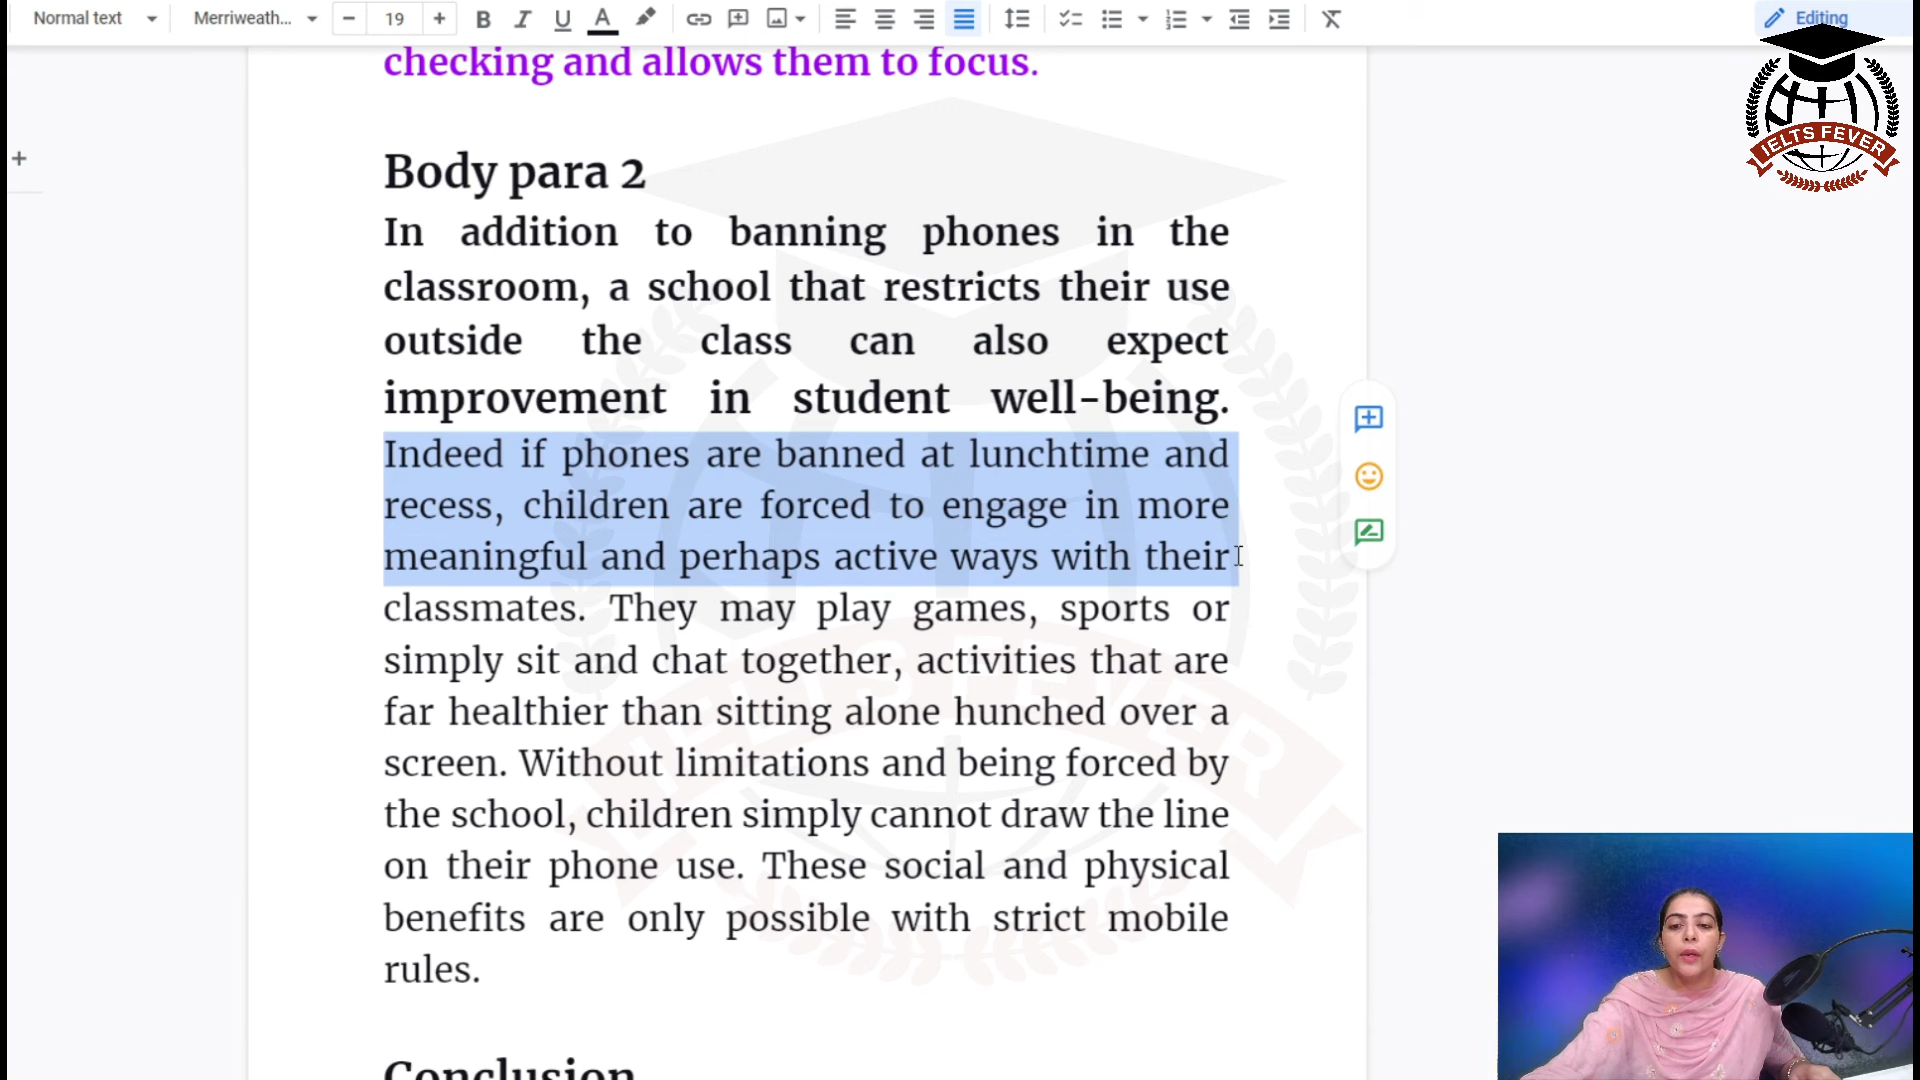 Normal text
Merriweath...
19
Editing
IELTS FEVER
checking and allows them to focus.
Body para 2
In addition to banning phones in the
classroom, a school that restricts their use
outside the class can also expect
improvement in student well-being.
Indeed if phones are banned at lunchtime and
recess, children are forced to engage in more
meaningful and perhaps active ways with their
classmates. They may play games, sports or
simply sit and chat together, activities that are
far healthier than sitting alone hunched over a
screen. Without limitations and being forced by
the school, children simply cannot draw the line
on their phone use. These social and physical
benefits are only possible with strict mobile
rules.
Conclusion
IELTS FEVER